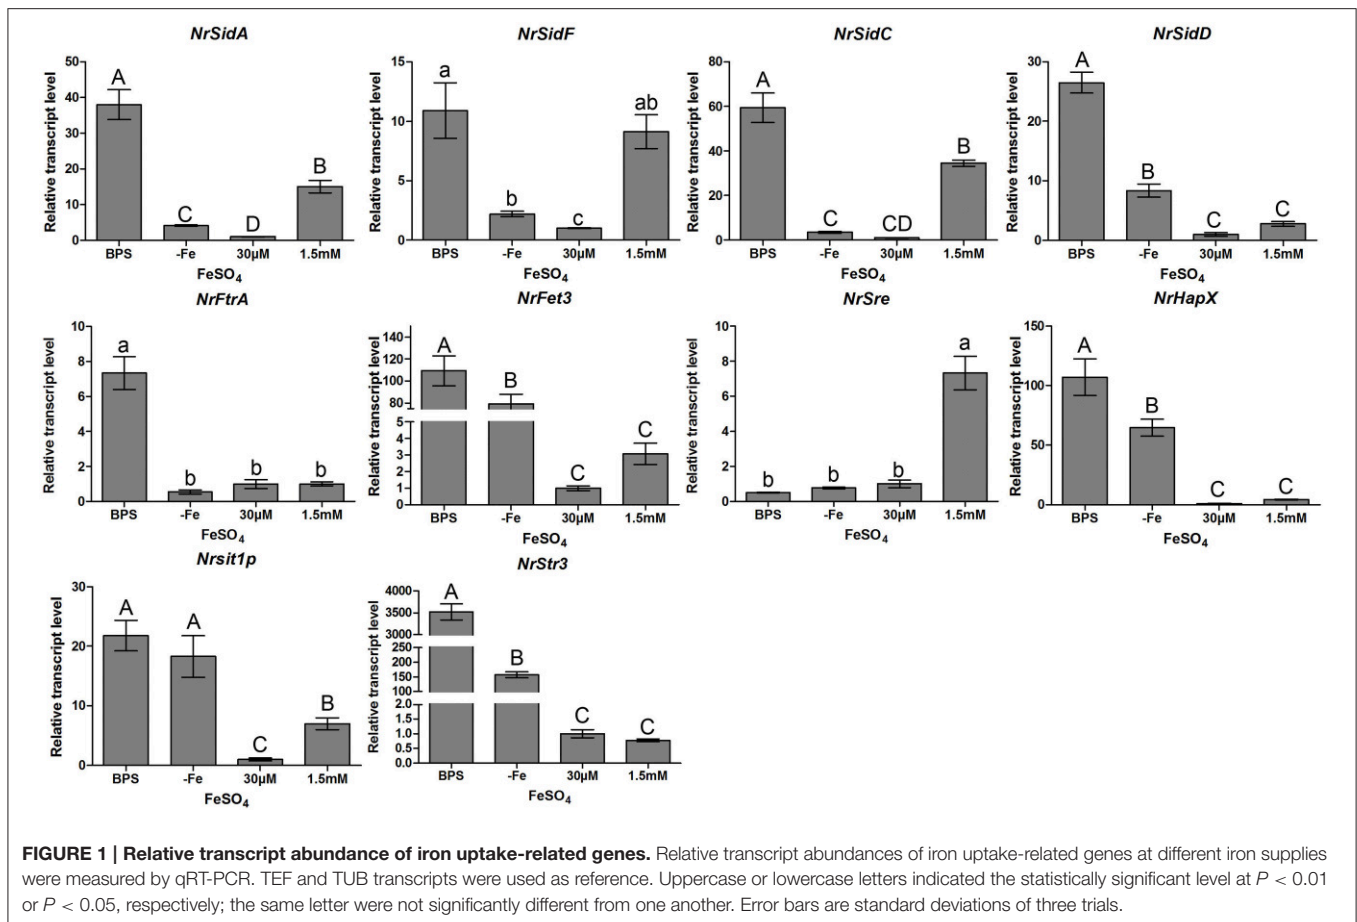 NrSidA
Relative transcript level
50
40
30
20
10
0
A
C
D
B
BPS
-Fe
30µM
1.5mM
FeSO4
NrSidF
Relative transcript level
15
10
5
0
a
b
c
ab
BPS
-Fe
30µM
1.5mM
FeSO4
NrSidC
Relative transcript level
80
60
40
20
0
A
C
CD
B
BPS
-Fe
30µM
1.5mM
FeSO4
NrSidD
Relative transcript level
30
20
10
0
A
B
C
C
BPS
-Fe
30µM
1.5mM
FeSO4
NrFtrA
Relative transcript level
10
8
6
4
2
0
a
b
b
b
BPS
-Fe
30µM
1.5mM
FeSO4
NrFet3
Relative transcript level
140
120
100
80
5
4
3
2
1
0
A
B
C
C
BPS
-Fe
30µM
1.5mM
FeSO4
NrSre
Relative transcript level
10
8
6
4
2
0
b
b
b
a
BPS
-Fe
30µM
1.5mM
FeSO4
NrHapX
Relative transcript level
150
100
50
0
A
B
C
C
BPS
-Fe
30µM
1.5mM
FeSO4
Nrsit1p
Relative transcript level
30
20
10
0
A
A
C
B
BPS
-Fe
30µM
1.5mM
FeSO4
NrStr3
Relative transcript level
4000
3500
3000
250
200
150
100
2.0
1.5
1.0
0.5
0.0
A
B
C
C
BPS
-Fe
30µM
1.5mM
FeSO4
FIGURE 1 | Relative transcript abundance of iron uptake-related genes. Relative transcript abundances of iron uptake-related genes at different iron supplies
were measured by qRT-PCR. TEF and TUB transcripts were used as reference. Uppercase or lowercase letters indicated the statistically significant level at P < 0.01
or P < 0.05, respectively; the same letter were not significantly different from one another. Error bars are standard deviations of three trials.